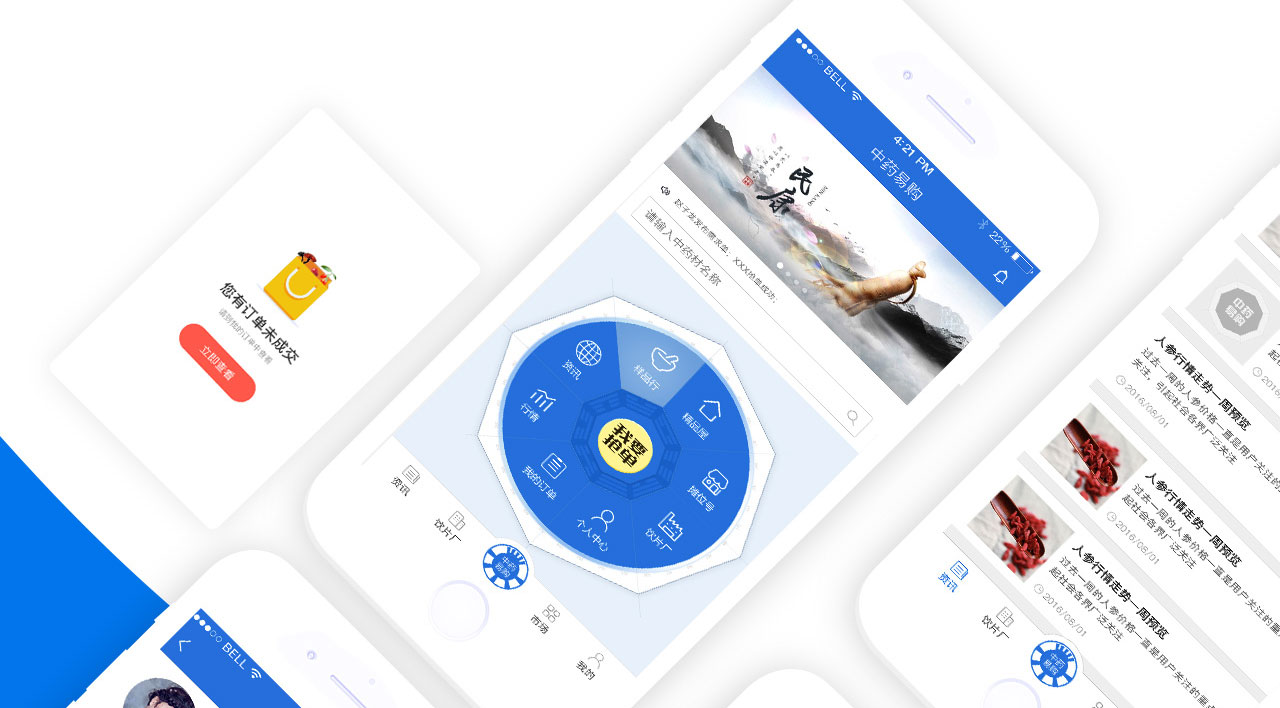 您有订单未成交
请到我的订单中查看
立即查看
BELL
4:21 PM
22%
中药易购
民康
MIN KANG
请输入中药材名称
资讯
样品行
精品屋
摊位号
饮片厂
个人中心
我的订单
行情
我要
抢单
资讯
饮片厂
中药
易购
市场
我的
BELL
中药
易购
人参行情走势一周预览
过去一周的人参价格一直是用户关
注，引起社会各界广泛关注
2016/08/01
人参行情走势一周预览
过去一周的人参价格一直是用户关注的重
起社会各界广泛关注
2016/08/01
人参行情走势一周预览
过去一周的人参价格一直是用户关注的重点
起社会各界广泛关注
2016/08/01
资讯
饮片厂
中药
易购